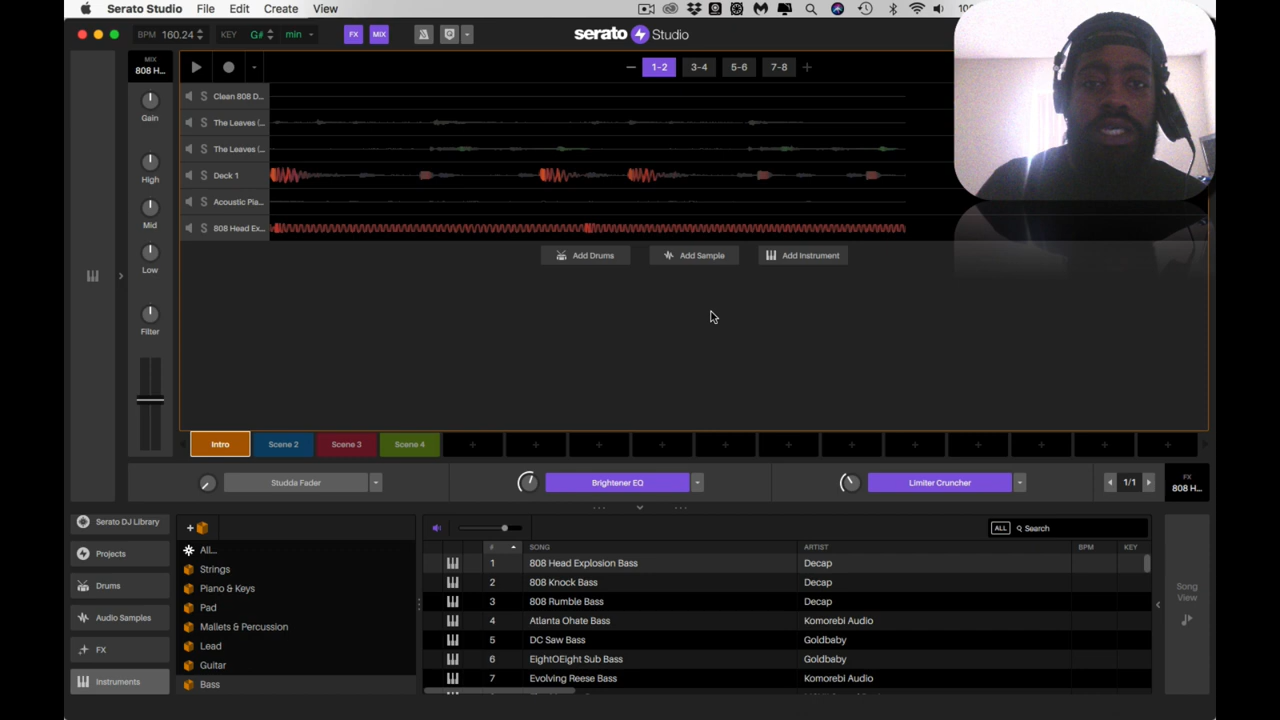 Serato Studio File Edit Create View
BPM 160.24 KEY G# min FX MIX serato Studio
MIX
808 H...
1-2 3-4 5-6 7-8
Gain
High
Mid
Low
Filter
S Clean 808 D...
S The Leaves (...
S The Leaves (...
S Deck 1
S Acoustic Pia...
S 808 Head Ex...
Add Drums Add Sample Add Instrument
Intro Scene 2 Scene 3 Scene 4
Studda Fader Brightener EQ Limiter Cruncher 1/1 FX
808 H...
Serato DJ Library
Projects
Drums
Audio Samples
FX
Instruments
All...
Strings
Piano & Keys
Pad
Mallets & Percussion
Lead
Guitar
Bass
ALL Search
# SONG ARTIST BPM KEY
1 808 Head Explosion Bass Decap
2 808 Knock Bass Decap
3 808 Rumble Bass Decap
4 Atlanta Ohate Bass Komorebi Audio
5 DC Saw Bass Goldbaby
6 EightOEight Sub Bass Goldbaby
7 Evolving Reese Bass Komorebi Audio
Song
View